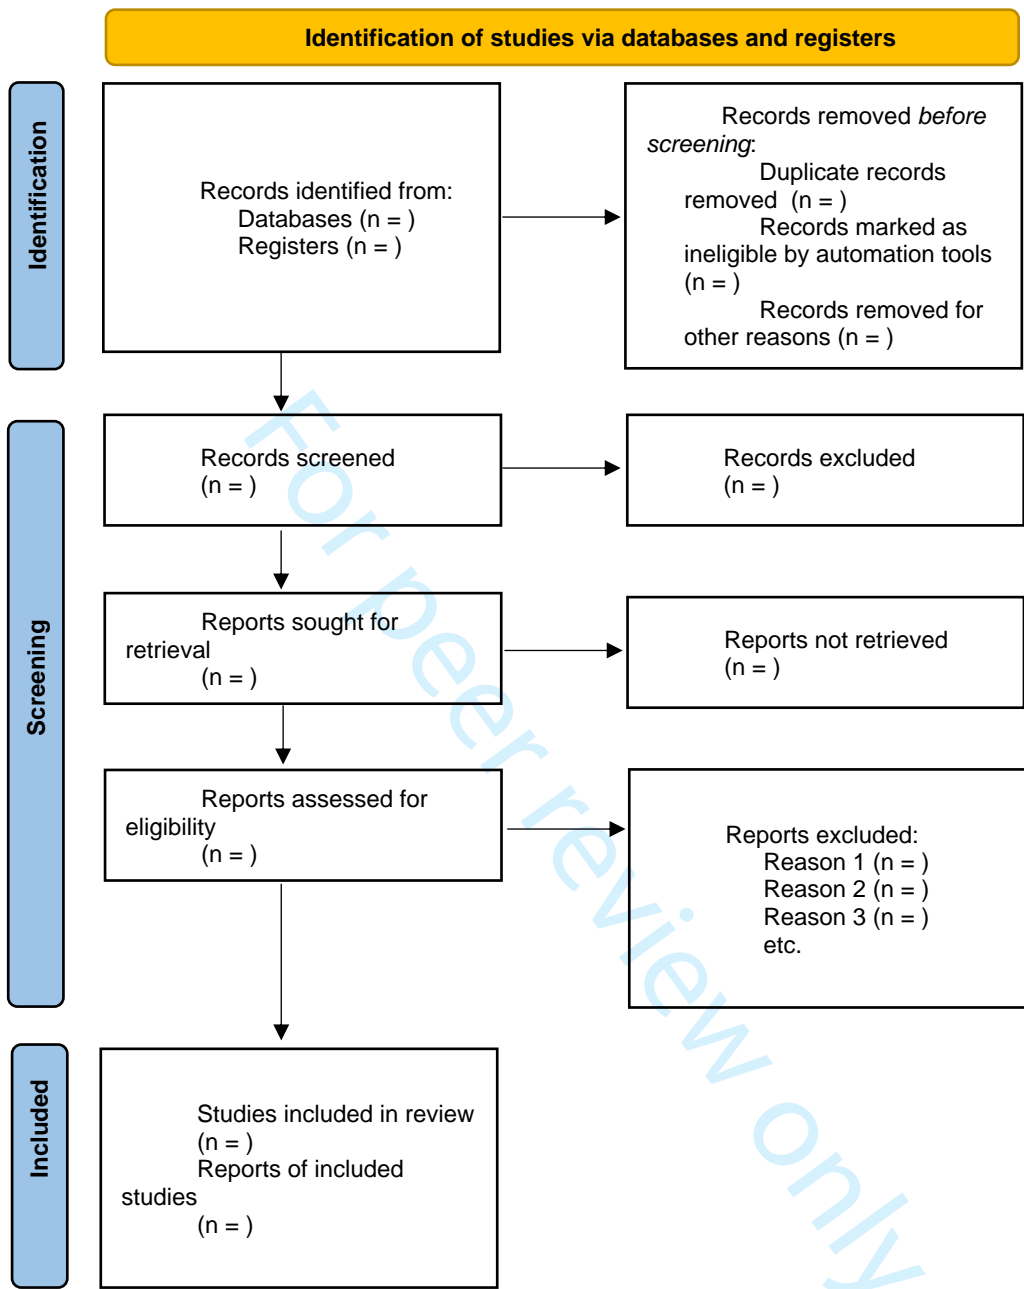 Identification of studies via databases and registers
Identification
Records identified from:
Databases (n = )
Registers (n = )
Records removed before
screening:
Duplicate records
removed  (n = )
Records marked as
ineligible by automation tools
(n = )
Records removed for
other reasons (n = )
Screening
Records screened
(n = )
Records excluded
(n = )
Reports sought for
retrieval
(n = )
Reports not retrieved
(n = )
Reports assessed for
eligibility
(n = )
Reports excluded:
Reason 1 (n = )
Reason 2 (n = )
Reason 3 (n = )
etc.
Included
Studies included in review
(n = )
Reports of included
studies
(n = )
For peer review only